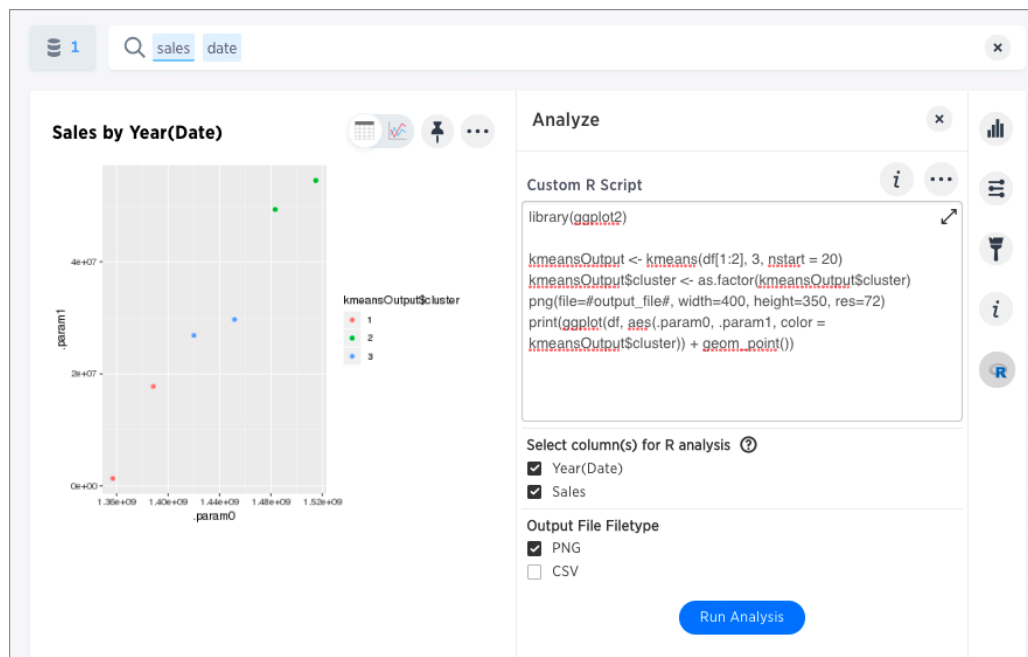 1 sales date
Sales by Year(Date)
4e+07
2e+07
0e+00
.param1
1.36e+09 1.40e+09 1.44e+09 1.48e+09 1.52e+09
.param0
kmeansOutput$cluster
1
2
3
Analyze
Custom R Script
library(ggplot2)
kmeansOutput <- kmeans(df[1:2], 3, nstart = 20)
kmeansOutput$cluster <- as.factor(kmeansOutput$cluster)
png(file=#output_file#, width=400, height=350, res=72)
print(ggplot(df, aes(.param0, .param1, color =
kmeansOutput$cluster)) + geom_point())
Select column(s) for R analysis ?
Year(Date)
Sales
Output File Filetype
PNG
CSV
Run Analysis
i
i
R